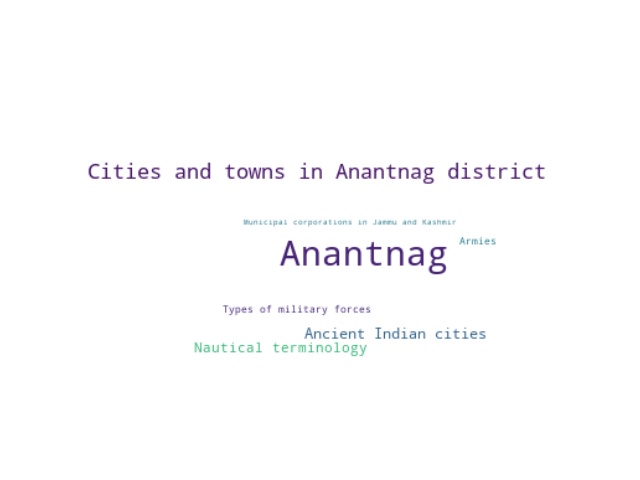 Cities and towns in Anantnag district
Municipal corporations in Jammu and Kashmir
Armies
Anantnag
Types of military forces
Ancient Indian cities
Nautical terminology